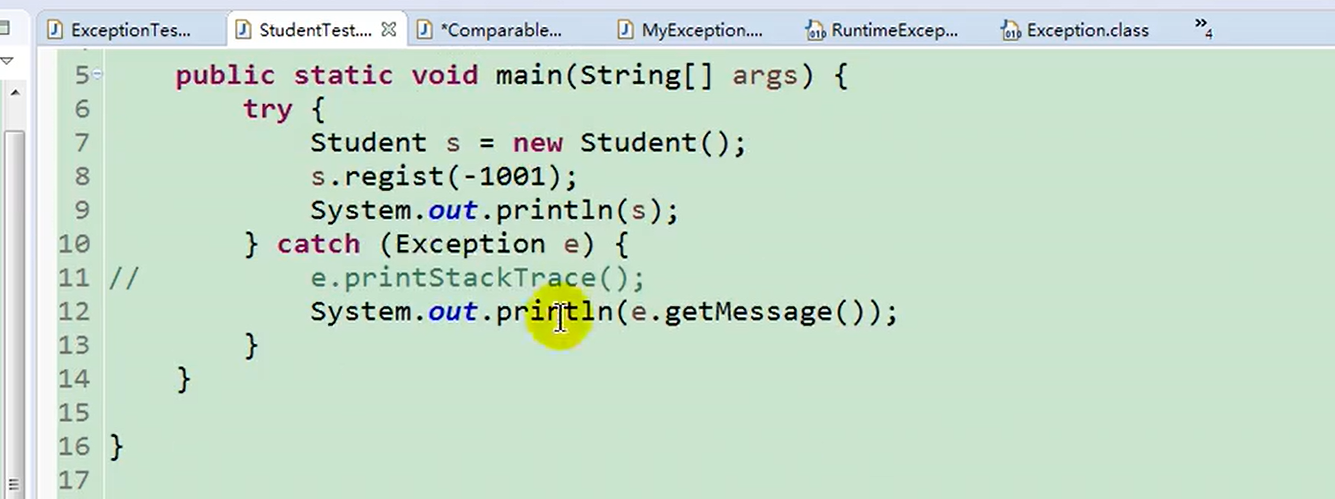 ExceptionTes... StudentTest.... *Comparable... MyException.... RuntimeExcep... Exception.class »4
5 public static void main(String[] args) {
6 try {
7 Student s = new Student();
8 s.regist(-1001);
9 System.out.println(s);
10 } catch (Exception e) {
11 // e.printStackTrace();
12 System.out.println(e.getMessage());
13 }
14 }
15
16 }
17